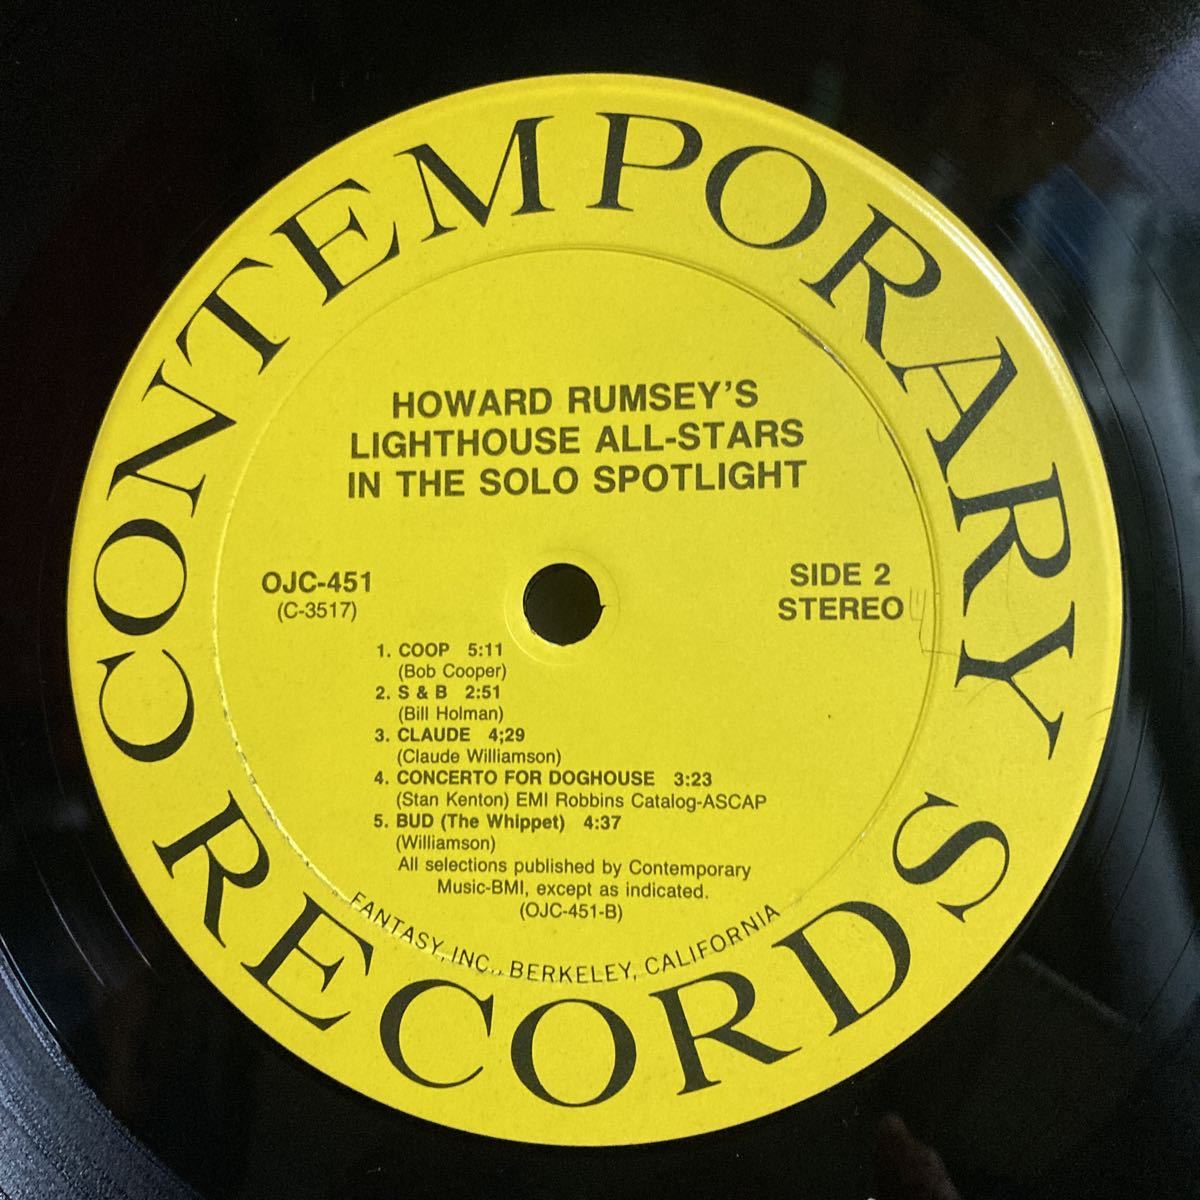 CONTEMPORARY
HOWARD RUMSEY'S
LIGHTHOUSE ALL-STARS
IN THE SOLO SPOTLIGHT
OJC-451
(C-3517)
SIDE 2
STEREO
1. COOP 5:11
(Bob Cooper)
2. S & B 2:51
(Bill Holman)
3. CLAUDE 4;29
(Claude Williamson)
4. CONCERTO FOR DOGHOUSE 3:23
(Stan Kenton) EMI Robbins Catalog-ASCAP
5. BUD (The Whippet) 4:37
(Williamson)
All selections published by Contemporary
Music-BMI, except as indicated.
(OJC-451-B)
FANTASY, INC., BERKELEY, CALIFORNIA
RECORDS